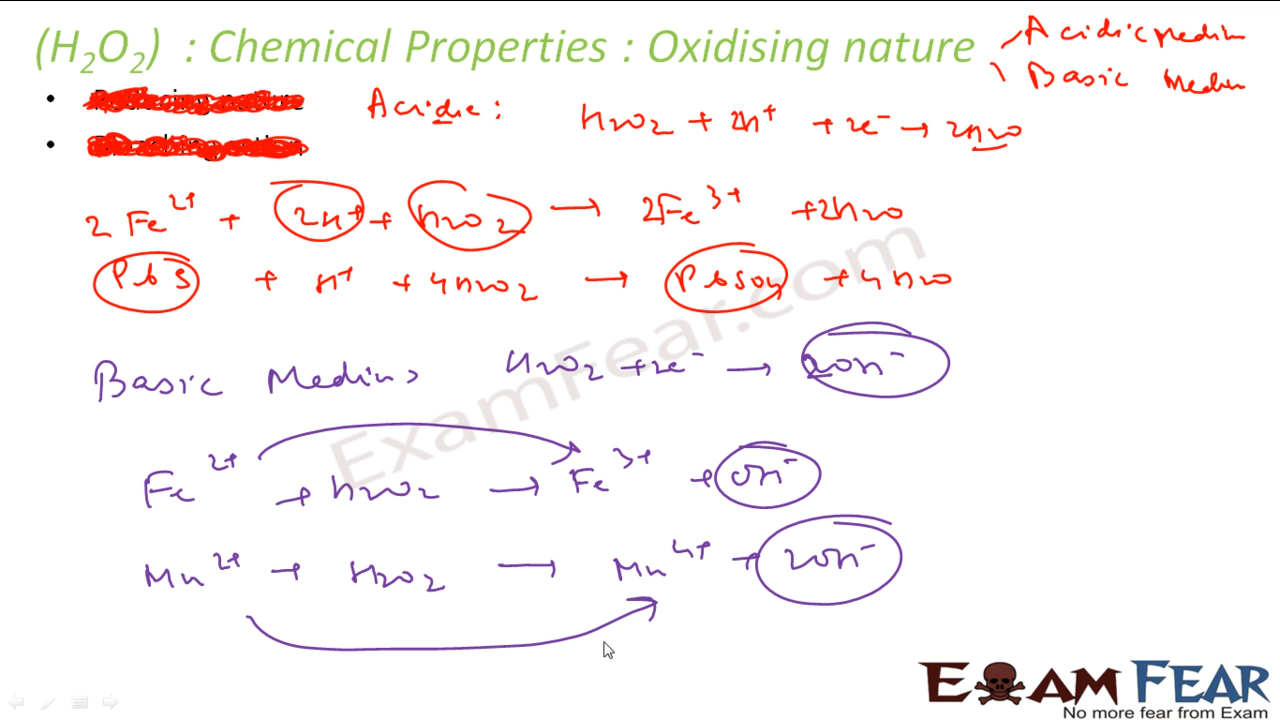 (H₂O₂) : Chemical Properties : Oxidising nature
Acidic Medium
Basic Medium
Acidic : H2O2 + 2H⁺ + 2e⁻ → 2H2O
2 Fe²⁺ + 2H⁺ + H2O2 → 2Fe³⁺ + 2H2O
PbS + H⁺ + 4H2O2 → PbSO4 + 4H2O
Basic Medium H2O2 + 2e⁻ → 2OH⁻
Fe²⁺ + H2O2 → Fe³⁺ + OH⁻
Mn²⁺ + H2O2 → Mn⁴⁺ + 2OH⁻
ExamFear.com
EXAM FEAR
No more fear from Exam